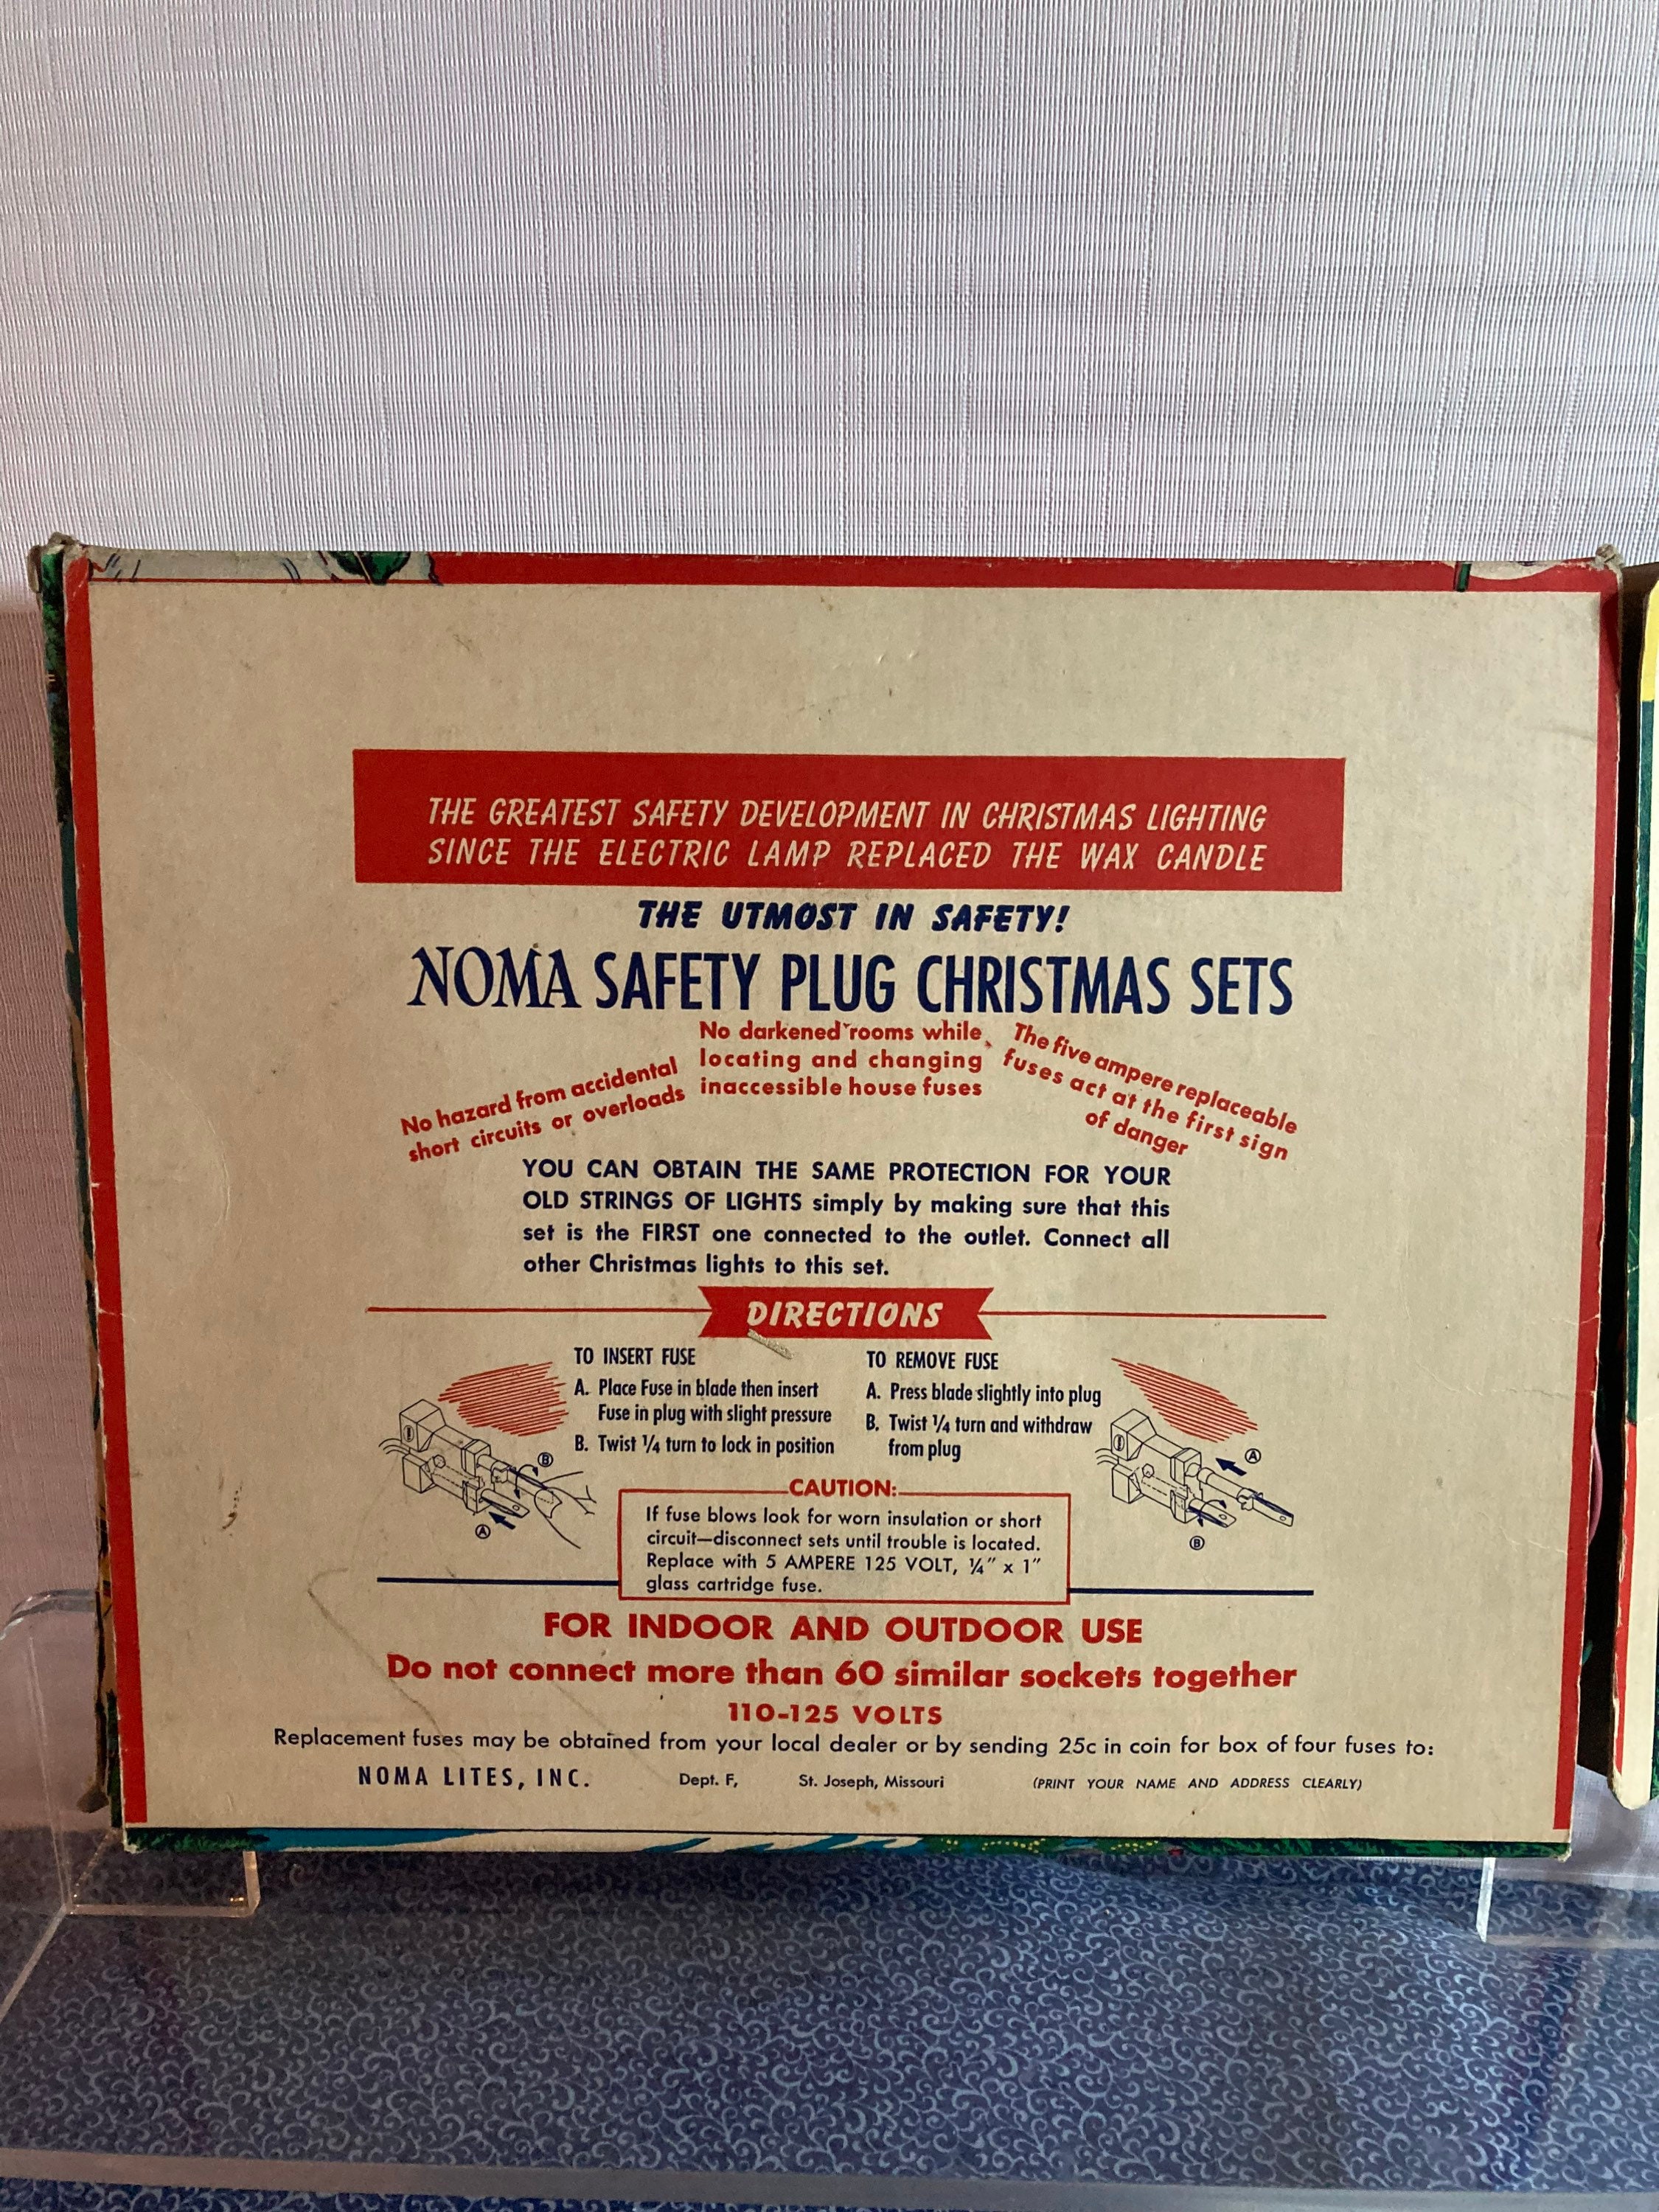 THE GREATEST SAFETY DEVELOPMENT IN CHRISTMAS LIGHTING
SINCE THE ELECTRIC LAMP REPLACED THE WAX CANDLE
THE UTMOST IN SAFETY!
NOMA SAFETY PLUG CHRISTMAS SETS
No hazard from accidental
short circuits or overloads
No darkened rooms while
locating and changing
inaccessible house fuses
The five ampere replaceable
fuses act at the first sign
of danger
YOU CAN OBTAIN THE SAME PROTECTION FOR YOUR
OLD STRINGS OF LIGHTS simply by making sure that this
set is the FIRST one connected to the outlet. Connect all
other Christmas lights to this set.
DIRECTIONS
TO INSERT FUSE
A. Place Fuse in blade then insert
Fuse in plug with slight pressure
B. Twist 1/4 turn to lock in position
TO REMOVE FUSE
A. Press blade slightly into plug
B. Twist 1/4 turn and withdraw
from plug
B
A
A
B
CAUTION:
If fuse blows look for worn insulation or short
circuit—disconnect sets until trouble is located.
Replace with 5 AMPERE 125 VOLT, 1/4" x 1"
glass cartridge fuse.
FOR INDOOR AND OUTDOOR USE
Do not connect more than 60 similar sockets together
110-125 VOLTS
Replacement fuses may be obtained from your local dealer or by sending 25c in coin for box of four fuses to:
NOMA LITES, INC. Dept. F, St. Joseph, Missouri (PRINT YOUR NAME AND ADDRESS CLEARLY)